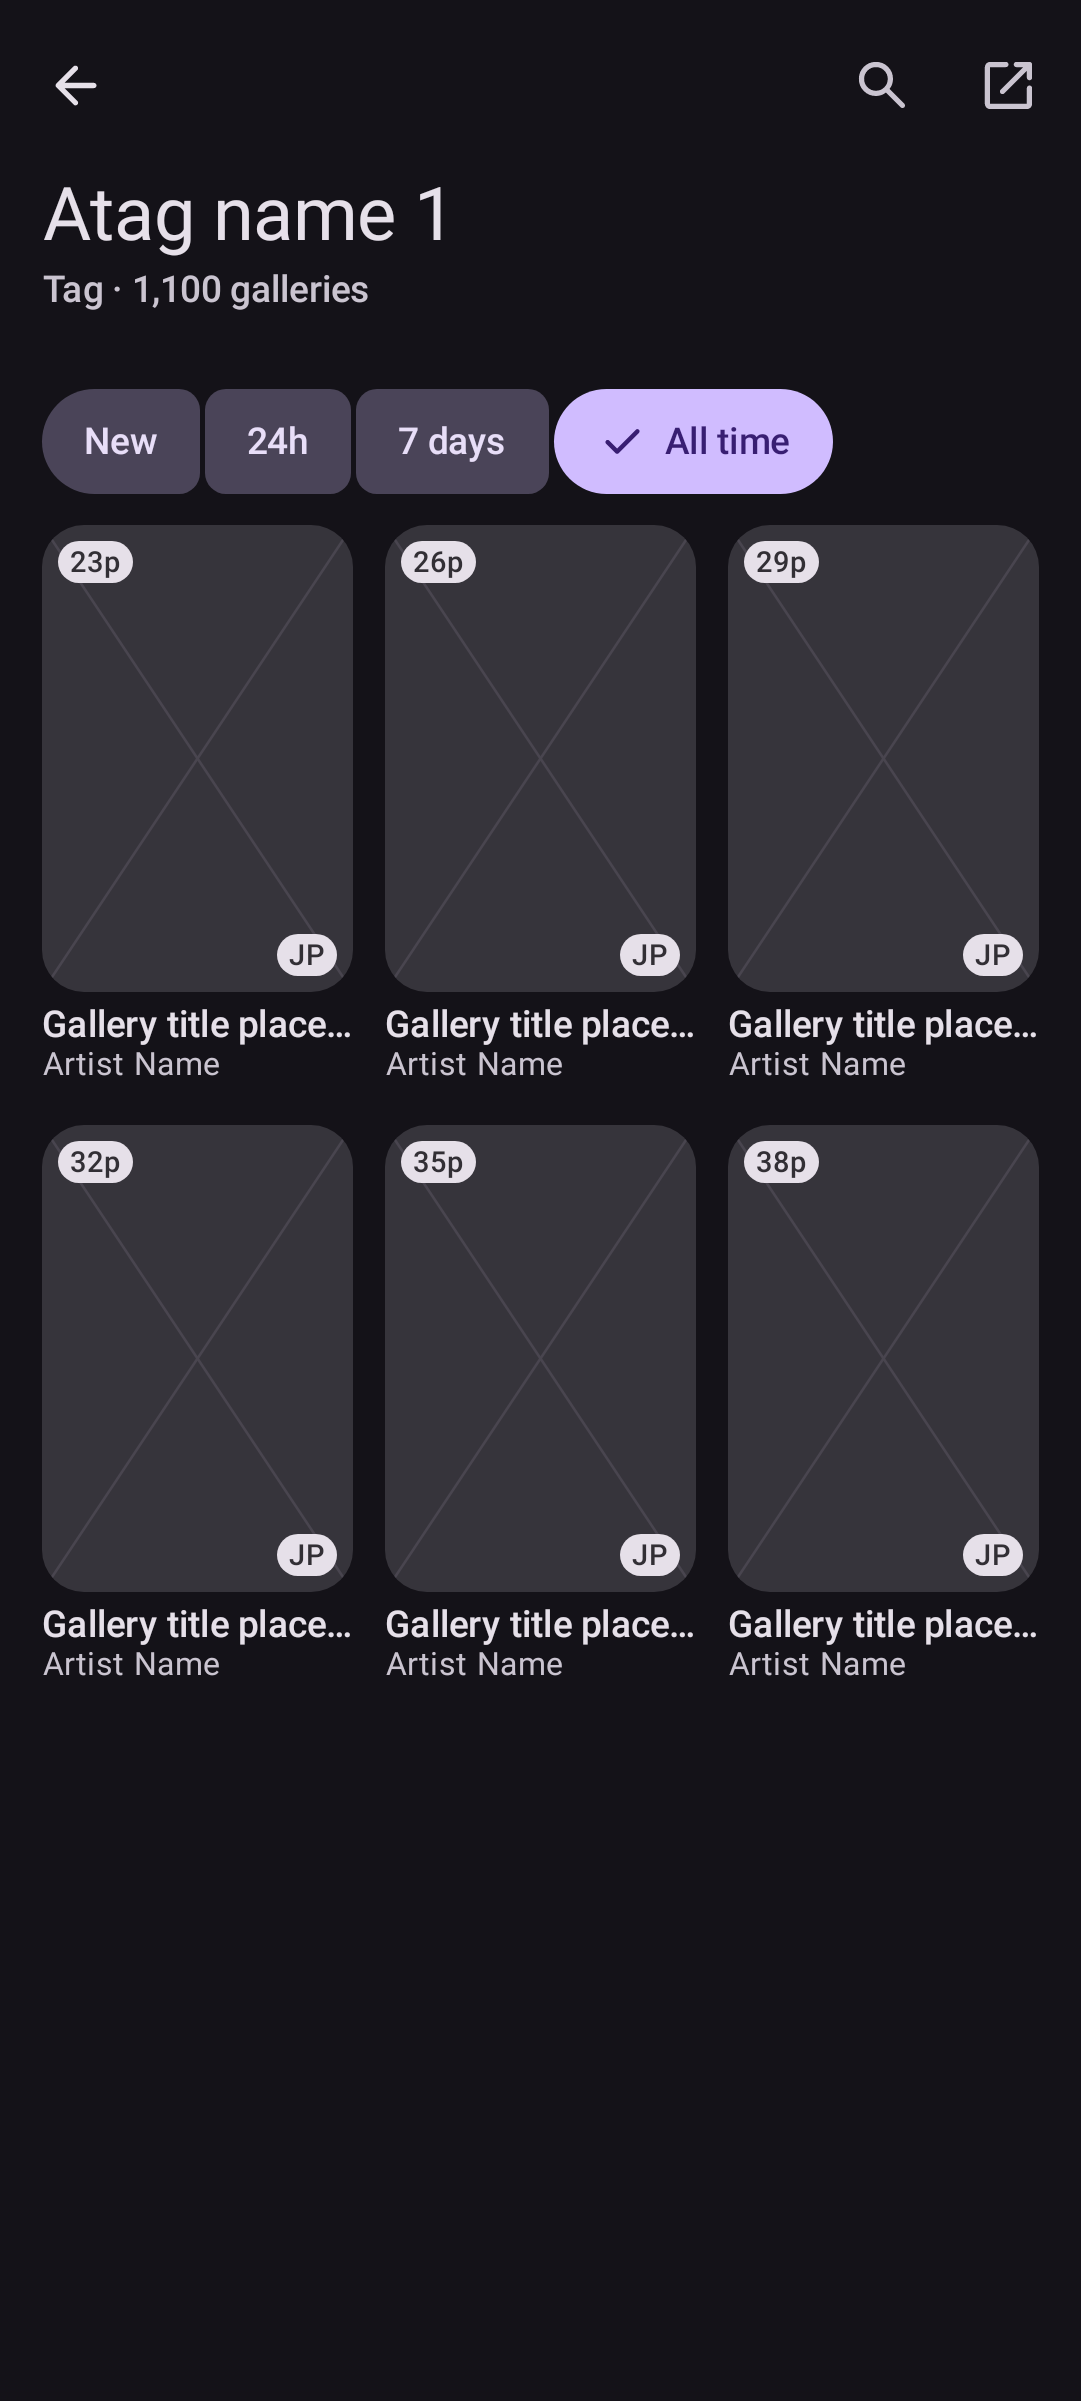 Atag name 1
Tag · 1,100 galleries
New 24h 7 days All time
23p 26p 29p
JP JP JP
Gallery title place… Gallery title place… Gallery title place…
Artist Name Artist Name Artist Name
32p 35p 38p
JP JP JP
Gallery title place… Gallery title place… Gallery title place…
Artist Name Artist Name Artist Name